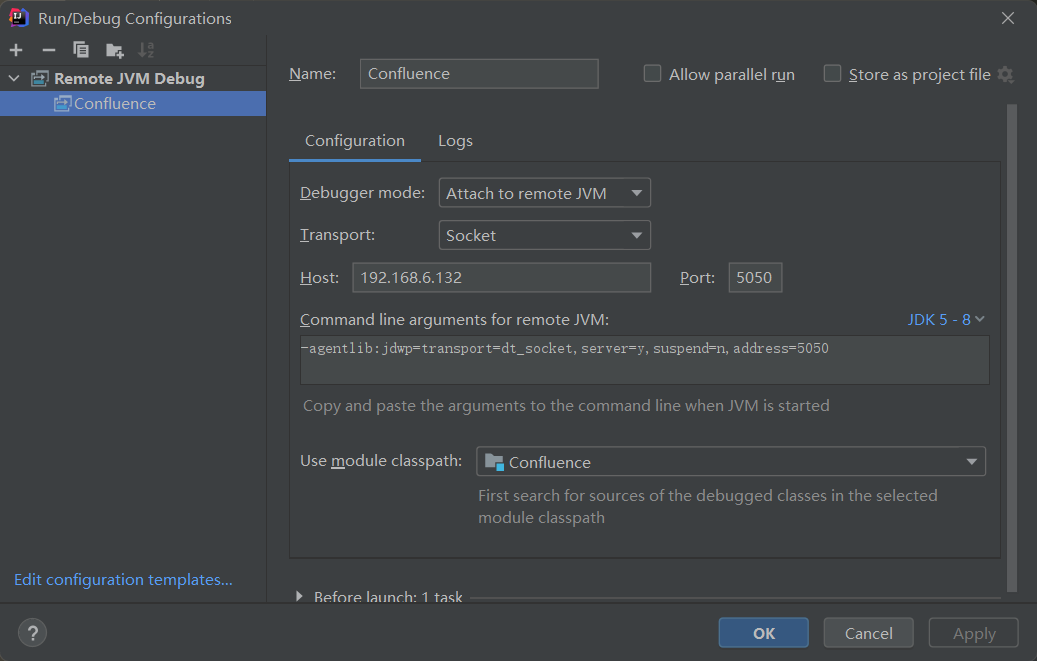 Run/Debug Configurations
Remote JVM Debug
Confluence
Name: Confluence
Allow parallel run
Store as project file
Configuration
Logs
Debugger mode: Attach to remote JVM
Transport: Socket
Host: 192.168.6.132 Port: 5050
Command line arguments for remote JVM: JDK 5 - 8
-agentlib:jdwp=transport=dt_socket,server=y,suspend=n,address=5050
Copy and paste the arguments to the command line when JVM is started
Use module classpath: Confluence
First search for sources of the debugged classes in the selected
module classpath
Edit configuration templates...
Before launch: 1 task
?
OK
Cancel
Apply